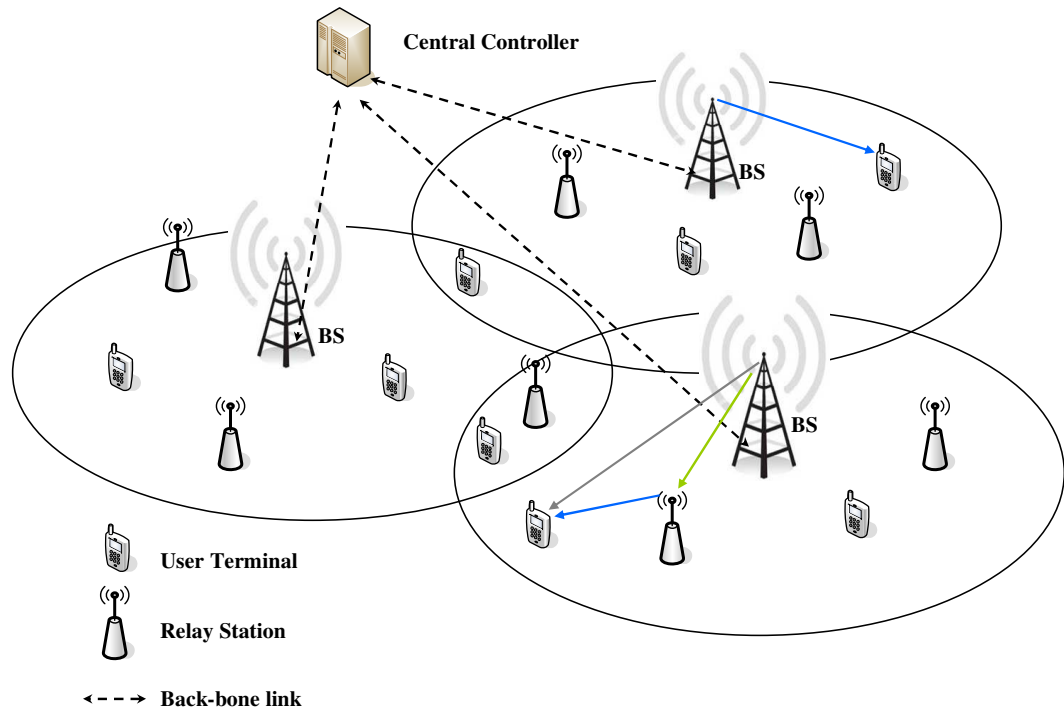 Central Controller
BS
BS
BS
User Terminal
Relay Station
Back-bone link